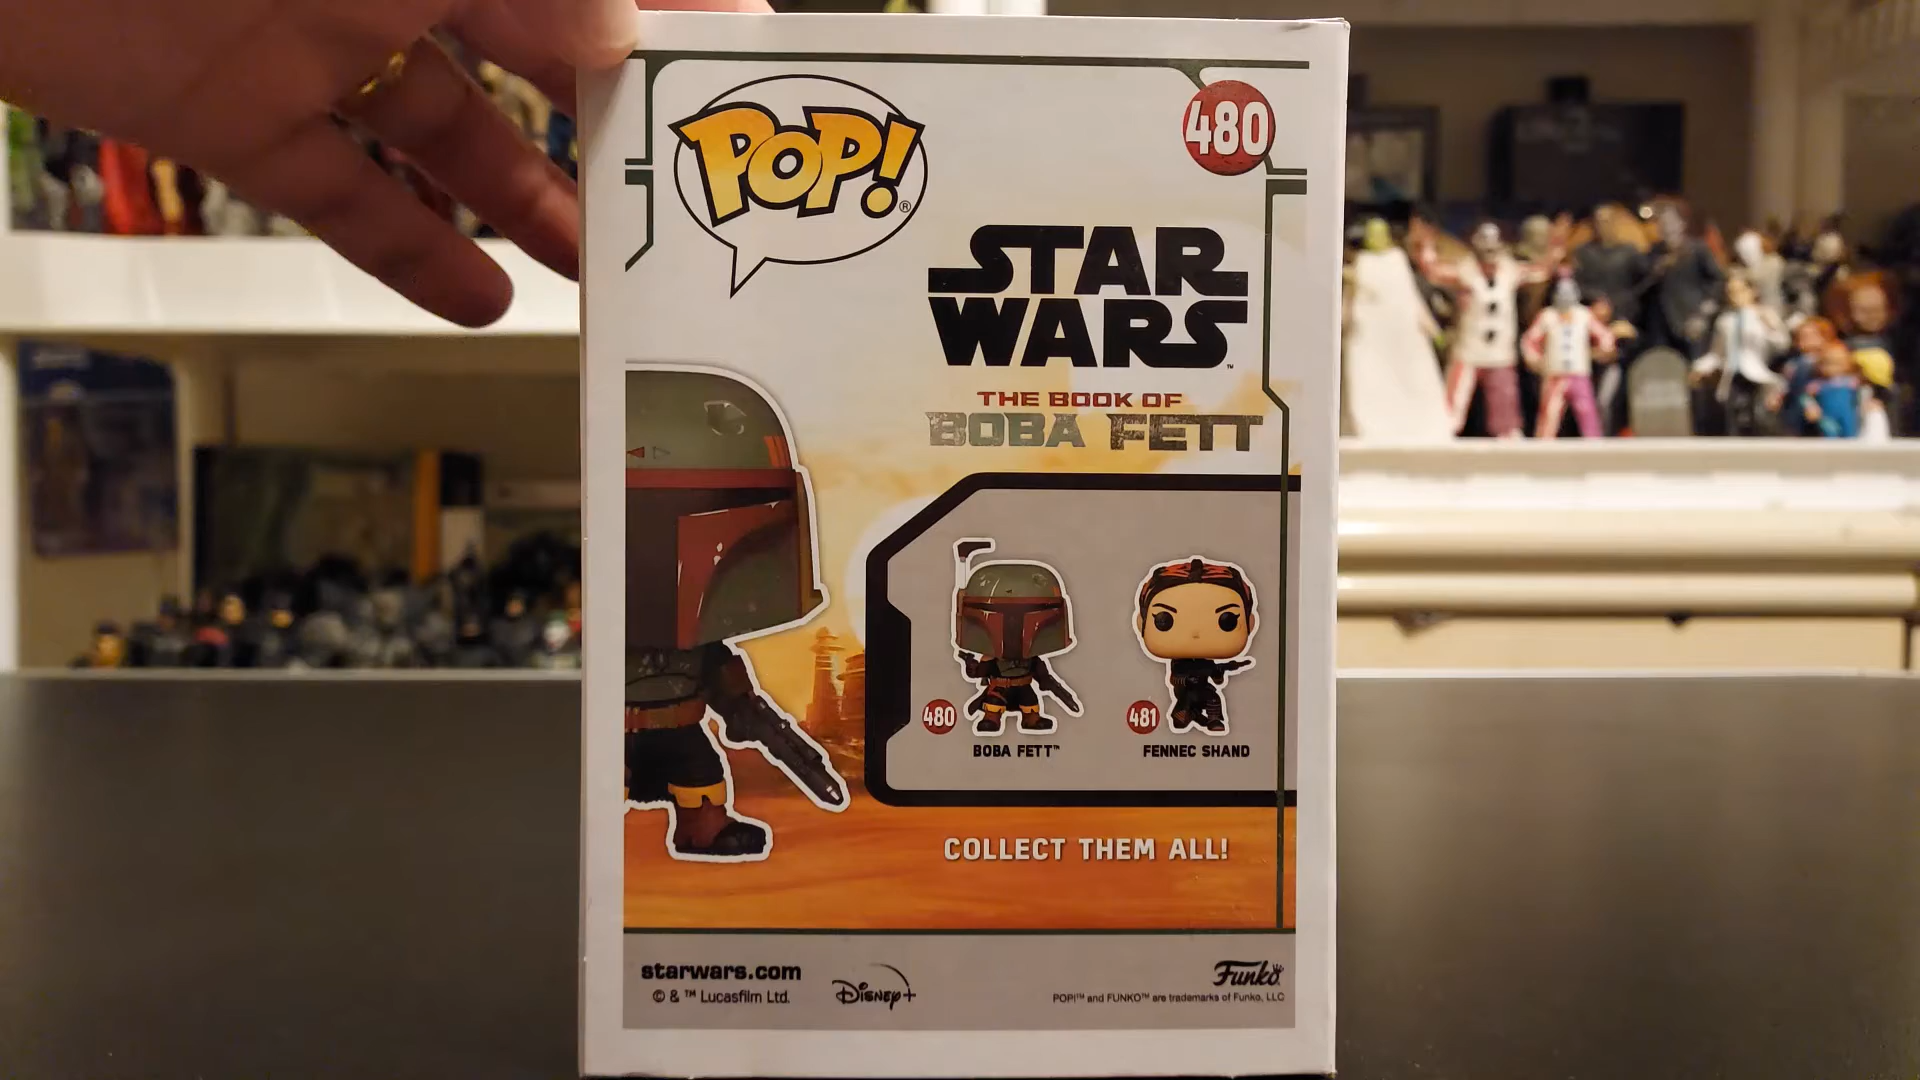 POP!®
480
STAR
WARS™
THE BOOK OF
BOBA FETT
480
BOBA FETT™
481
FENNEC SHAND
COLLECT THEM ALL!
starwars.com
© & ™ Lucasfilm Ltd.
Disney+
Funko
POP!™ and FUNKO™ are trademarks of Funko, LLC